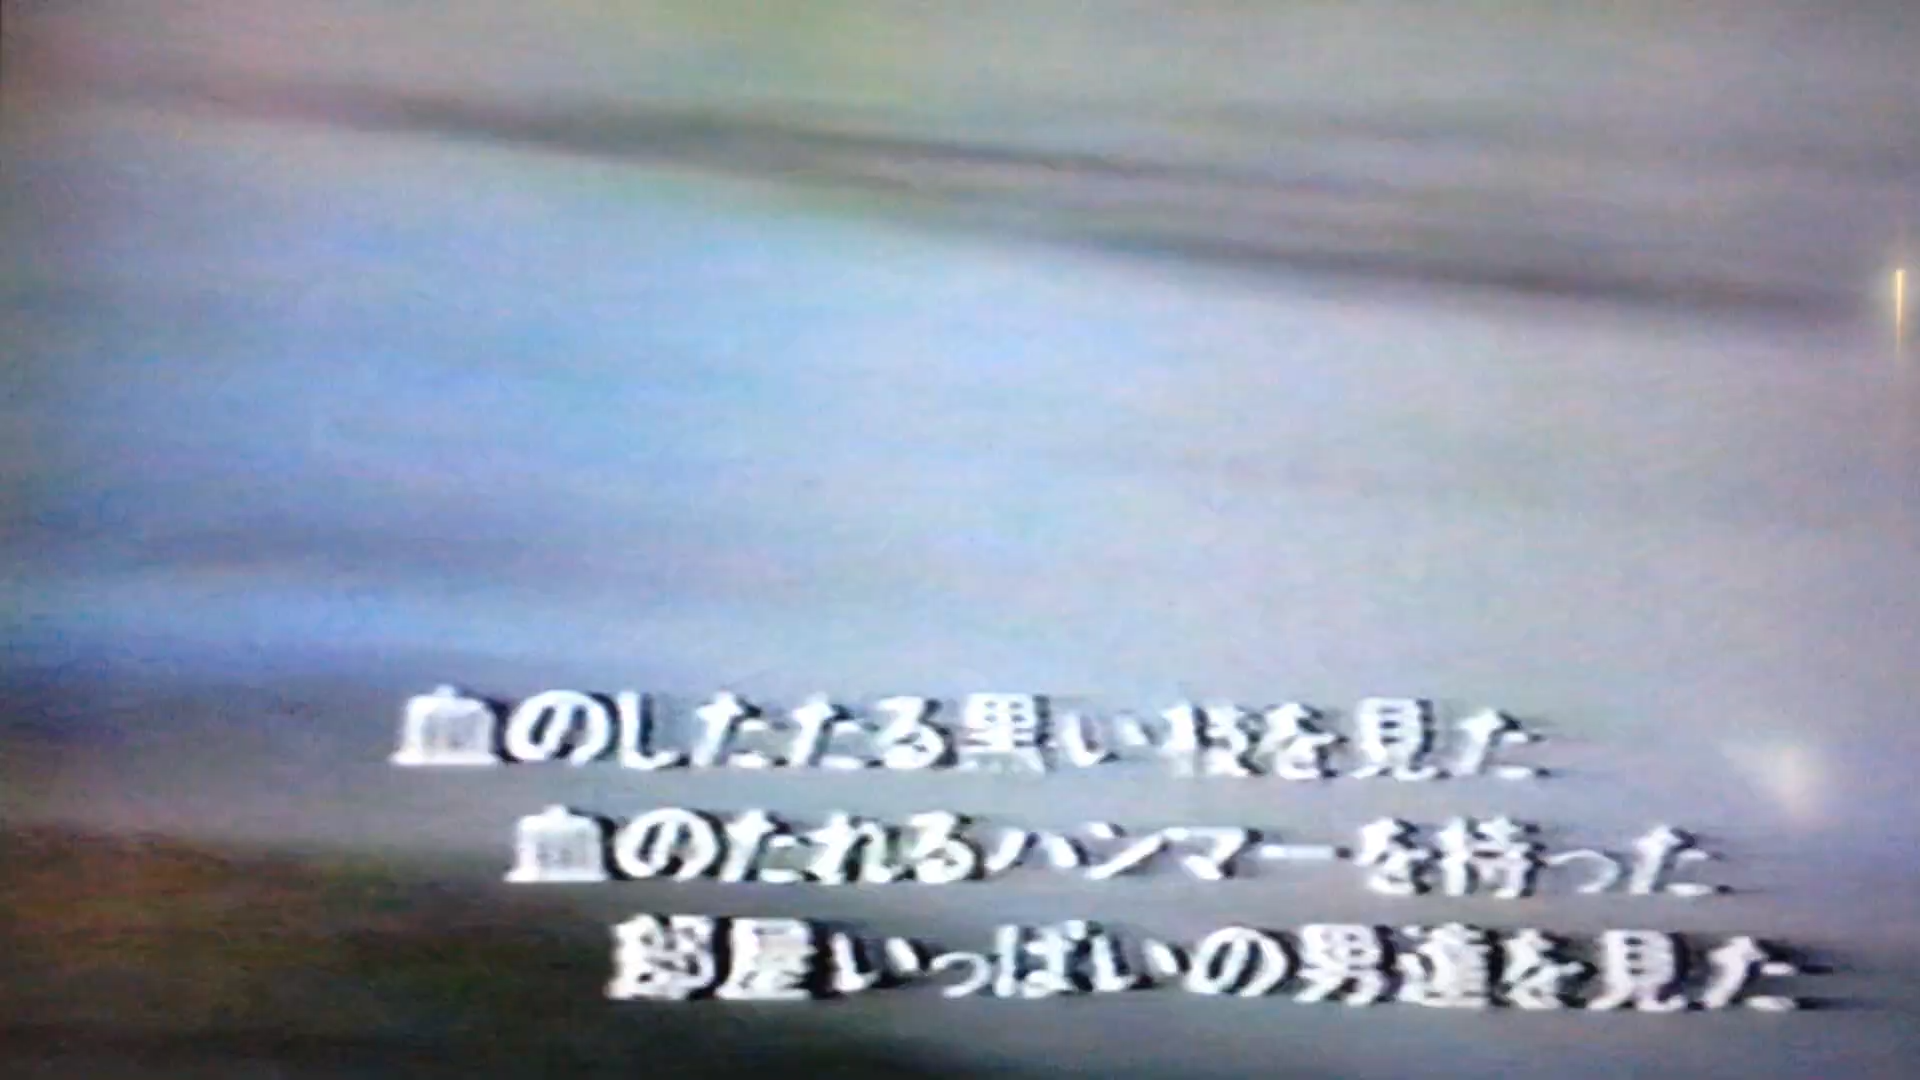 血のしたたる黒い枝を見た
血のたれるハンマーを持った
部屋いっぱいの男達を見た